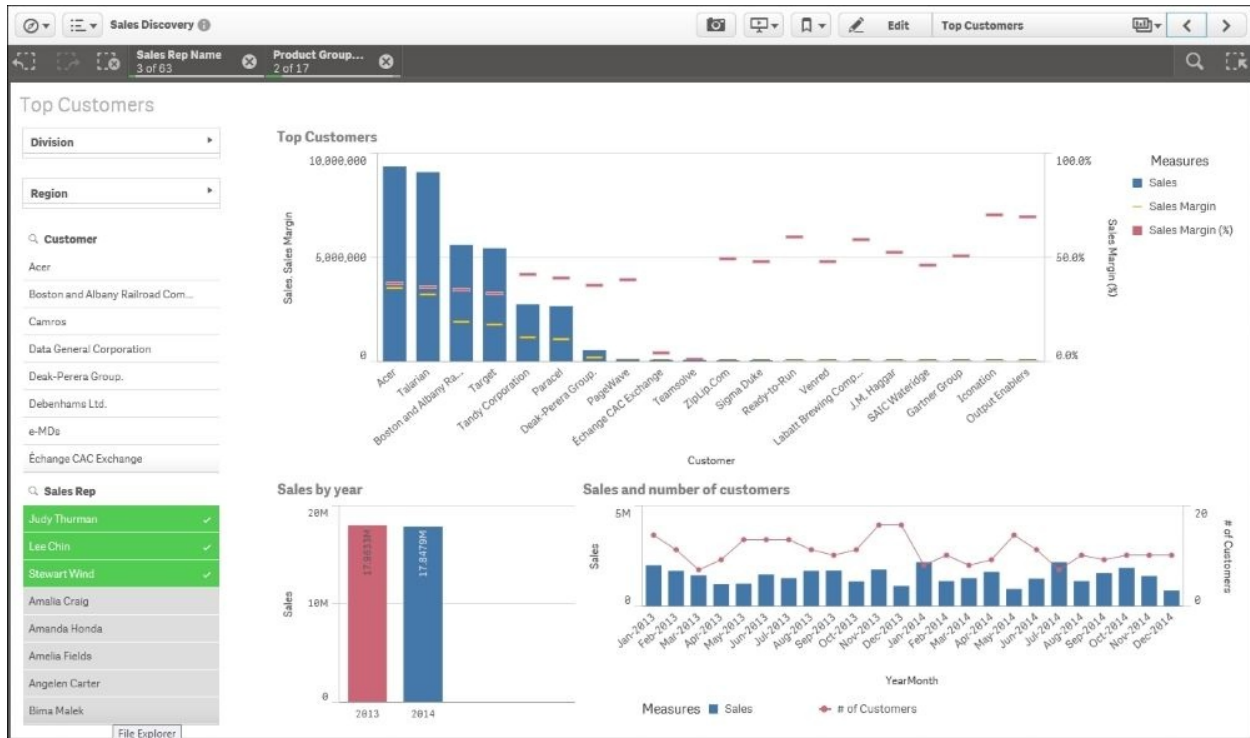 Sales Discovery
Edit
Top Customers
Sales Rep Name
3 of 63
Product Group...
2 of 17
Top Customers
Division
Region
Customer
Acer
Boston and Albany Railroad Com...
Camros
Data General Corporation
Deak-Perera Group.
Debenhams Ltd.
e-MDs
Échange CAC Exchange
Sales Rep
Judy Thurman
Lee Chin
Stewart Wind
Amalia Craig
Amanda Honda
Amelia Fields
Angelen Carter
Bima Malek
File Explorer
Top Customers
10,000,000
5,000,000
0
Sales, Sales Margin
100.0%
50.0%
0.0%
Sales Margin (%)
Acer
Talarian
Boston and Albany Ra...
Target
Tandy Corporation
Paracel
Deak-Perera Group.
PageWave
Échange CAC Exchange
Teamsolve
ZipLip.Com
Sigma Duke
Ready-to-Run
Venred
Labatt Brewing Comp...
J.M. Haggar
SAIC Wateridge
Gartner Group
Iconation
Output Enablers
Customer
Measures
Sales
Sales Margin
Sales Margin (%)
Sales by year
20M
10M
0
Sales
17.8479M
2013
2014
Sales and number of customers
5M
0
Sales
20
0
# of Customers
Jan-2013
Feb-2013
Mar-2013
Apr-2013
May-2013
Jun-2013
Jul-2013
Aug-2013
Sep-2013
Oct-2013
Nov-2013
Dec-2013
Jan-2014
Feb-2014
Mar-2014
Apr-2014
May-2014
Jun-2014
Jul-2014
Aug-2014
Sep-2014
Oct-2014
Nov-2014
Dec-2014
YearMonth
Measures
Sales
# of Customers